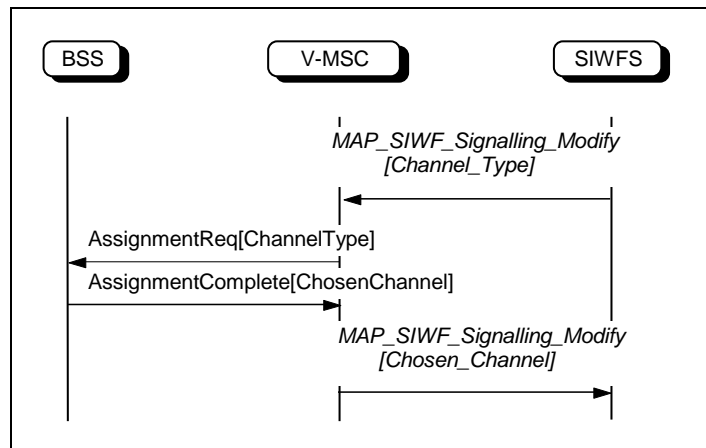 BSS
V-MSC
SIWFS
MAP_SIWF_Signalling_Modify
[Channel_Type]
AssignmentReq[ChannelType]
AssignmentComplete[ChosenChannel]
MAP_SIWF_Signalling_Modify
[Chosen_Channel]